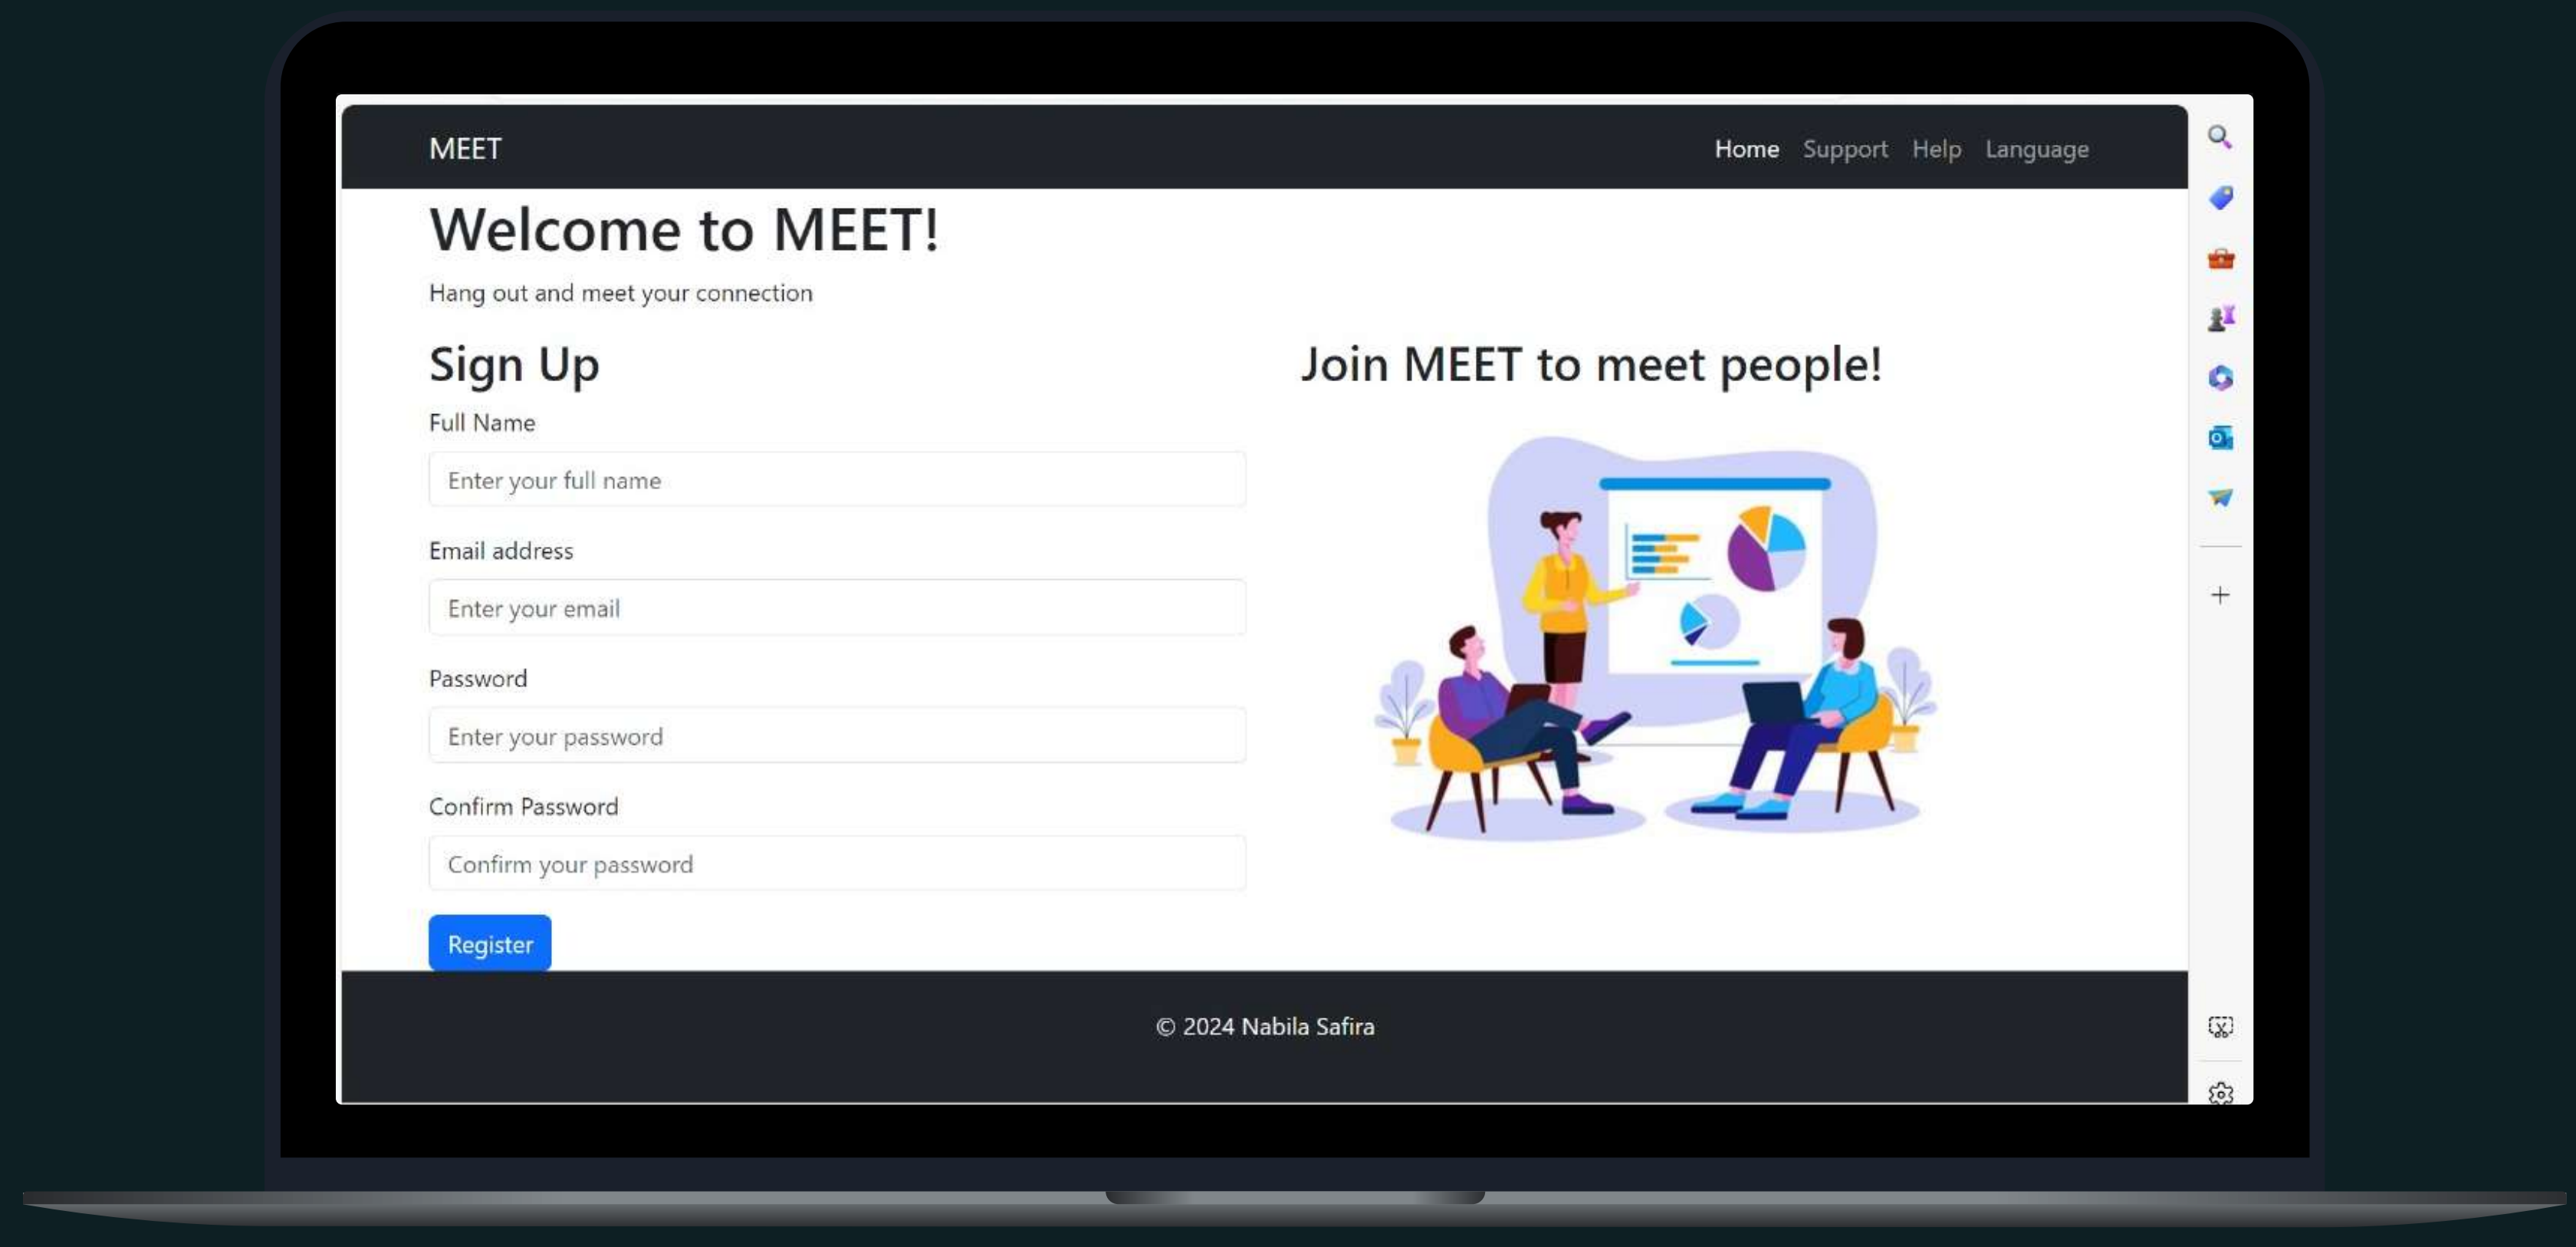 MEET
Home Support Help Language
Welcome to MEET!
Hang out and meet your connection
Sign Up
Full Name
Enter your full name
Email address
Enter your email
Password
Enter your password
Confirm Password
Confirm your password
Register
Join MEET to meet people!
© 2024 Nabila Safira